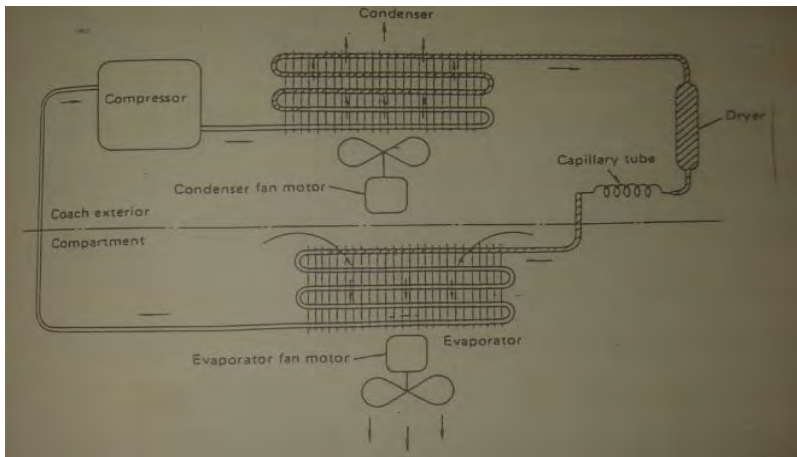 Condenser
Compressor
Dryer
Capillary tube
Condenser fan motor
Coach exterior
Compartment
Evaporator
Evaporator fan motor